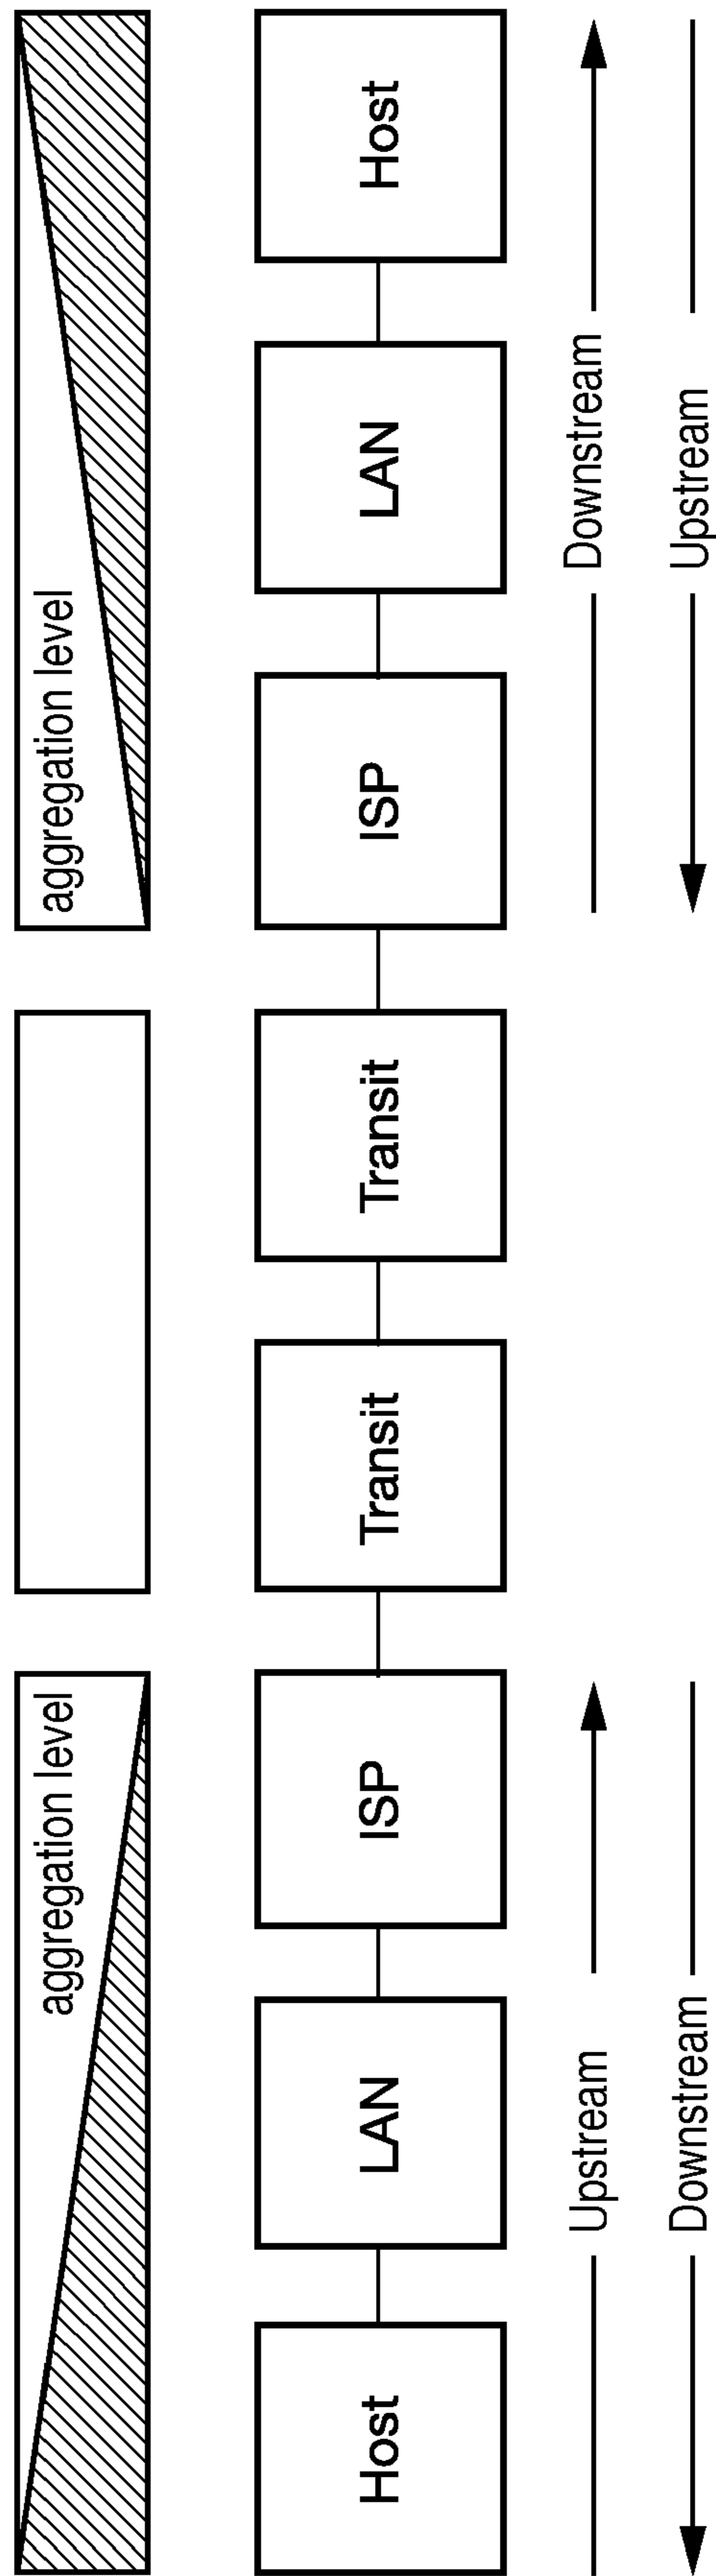 aggregation level
aggregation level
Host
LAN
ISP
Transit
Transit
ISP
LAN
Host
Upstream
Downstream
Downstream
Upstream